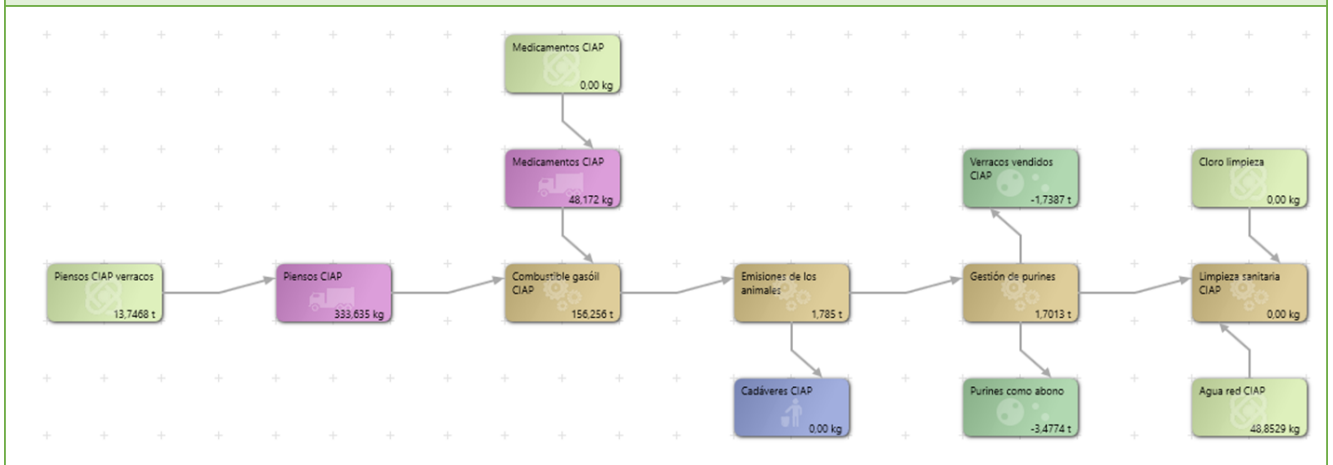 Medicamentos CIAP
0,00 kg
Medicamentos CIAP
48,172 kg
Verracos vendidos
CIAP
-1,7387 t
Cloro limpieza
0,00 kg
Piensos CIAP verracos
13,7468 t
Piensos CIAP
333,635 kg
Combustible gasóil
CIAP
156,256 t
Emisiones de los
animales
1,785 t
Gestión de purines
1,7013 t
Limpieza sanitaria
CIAP
0,00 kg
Cadáveres CIAP
0,00 kg
Purines como abono
-3,4774 t
Agua red CIAP
48,8529 kg